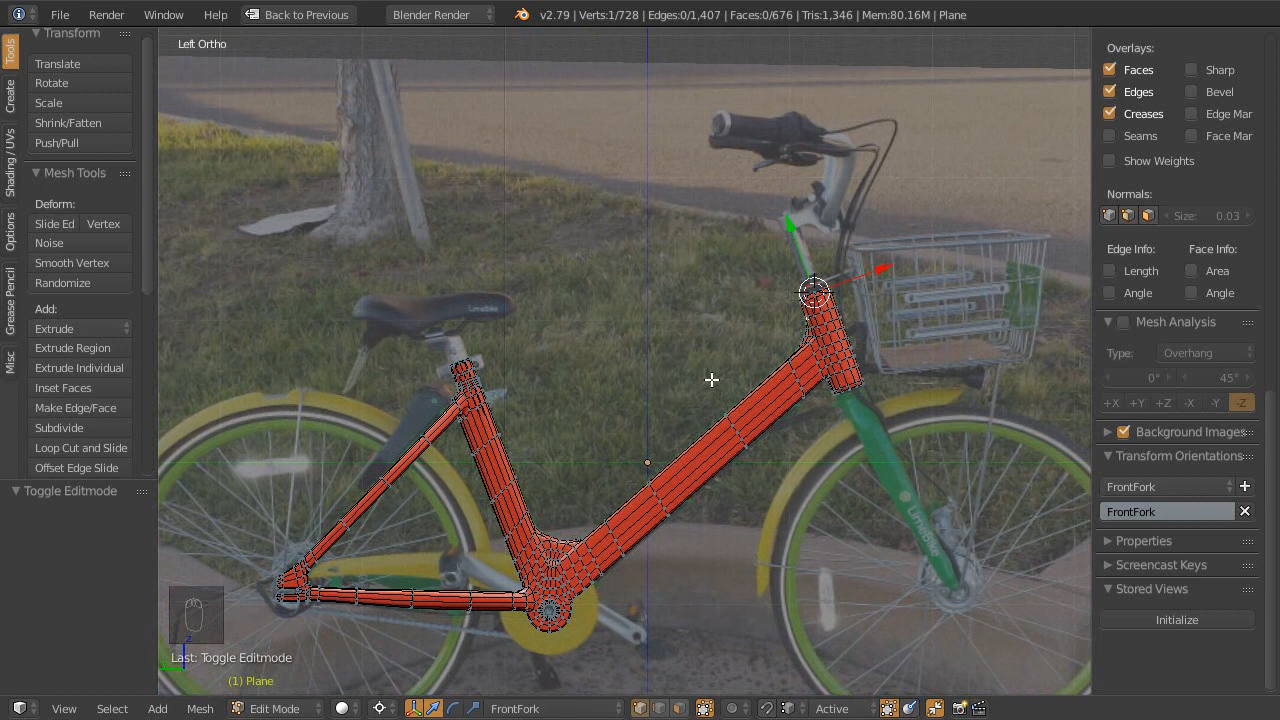 File Render Window Help Back to Previous Blender Render v2.79 | Verts:1/728 | Edges:0/1,407 | Faces:0/676 | Tris:1,346 | Mem:80.16M | Plane
Tools
Create
Shading / UVs
Options
Grease Pencil
Misc
Transform
Translate
Rotate
Scale
Shrink/Fatten
Push/Pull
Mesh Tools
Deform:
Slide Ed Vertex
Noise
Smooth Vertex
Randomize
Add:
Extrude
Extrude Region
Extrude Individual
Inset Faces
Make Edge/Face
Subdivide
Loop Cut and Slide
Offset Edge Slide
Toggle Editmode
Left Ortho
LimeBike
LimeBike
z
Last: Toggle Editmode
(1) Plane
Overlays:
Faces Sharp
Edges Bevel
Creases Edge Mar
Seams Face Mar
Show Weights
Normals:
Size: 0.03
Edge Info: Face Info:
Length Area
Angle Angle
Mesh Analysis
Type: Overhang
0° 45°
+X +Y +Z -X -Y -Z
Background Images
Transform Orientations
FrontFork
FrontFork
Properties
Screencast Keys
Stored Views
Initialize
View Select Add Mesh Edit Mode FrontFork Active